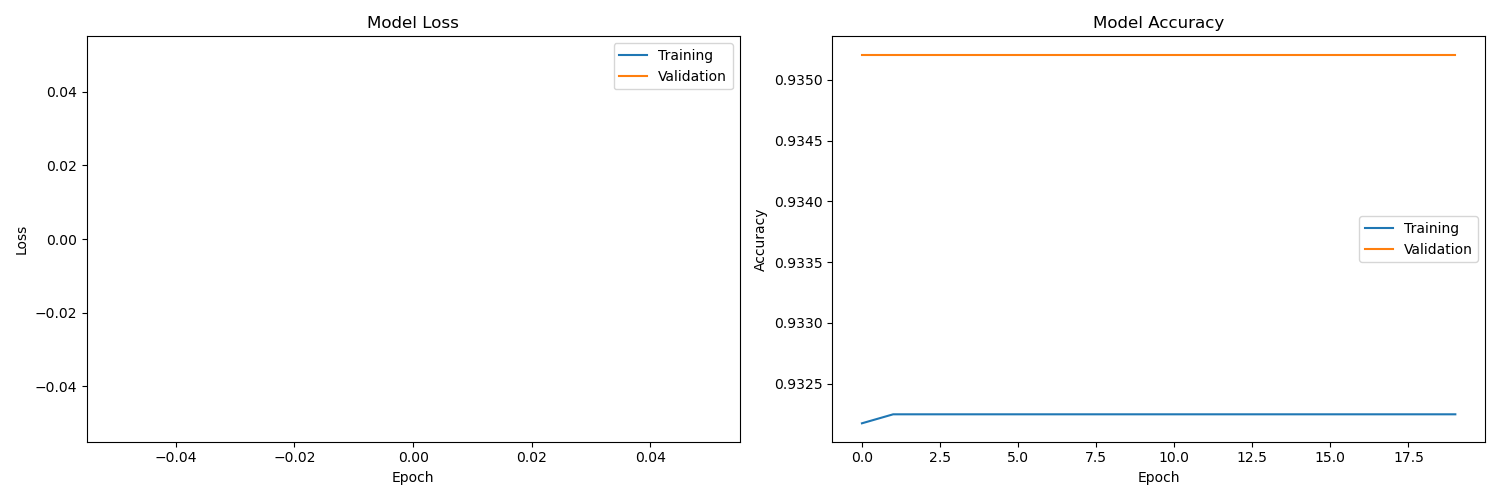 Model Loss
Training
Validation
0.04
0.02
0.00
−0.02
−0.04
Loss
−0.04
−0.02
0.00
0.02
0.04
Epoch
Model Accuracy
0.9350
0.9345
0.9340
0.9335
0.9330
0.9325
Accuracy
Training
Validation
0.0
2.5
5.0
7.5
10.0
12.5
15.0
17.5
Epoch